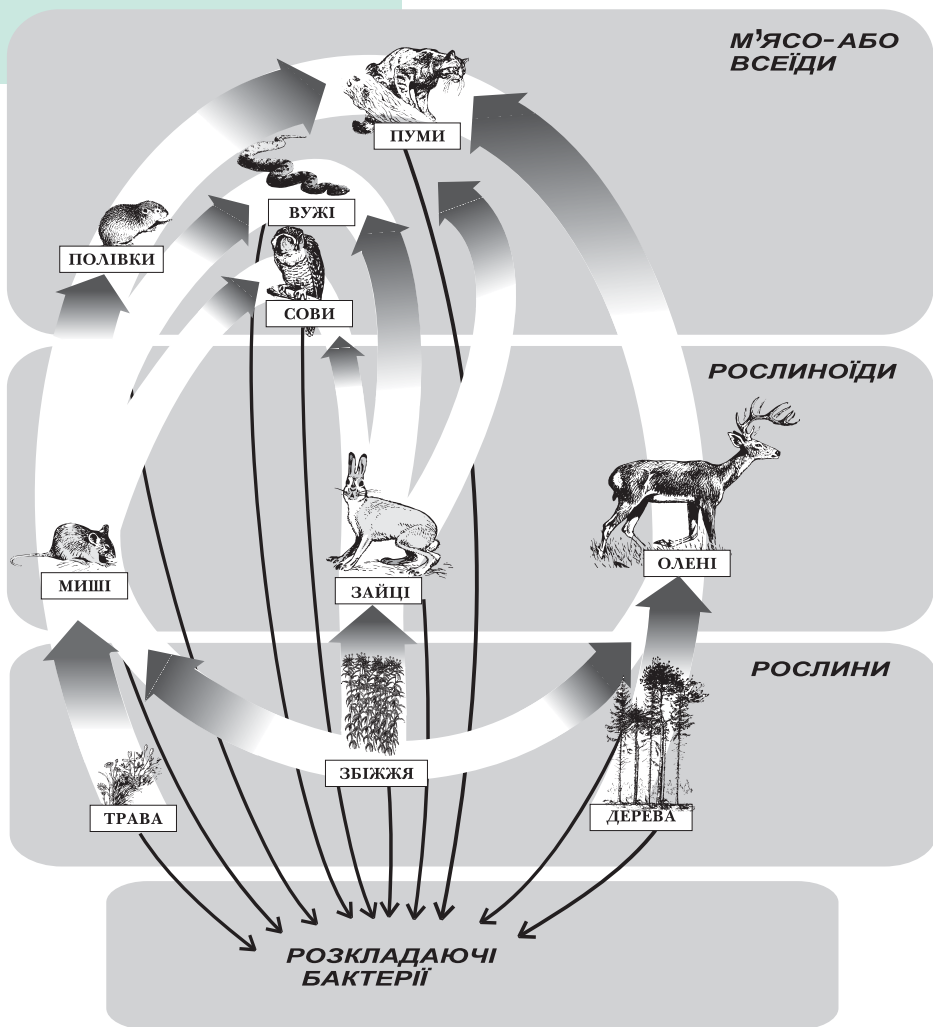 М’ЯСО-АБО
ВСЕЇДИ
ПУМИ
ВУЖІ
ПОЛІВКИ
СОВИ
РОСЛИНОЇДИ
МИШІ
ЗАЙЦІ
ОЛЕНІ
РОСЛИНИ
ЗБІЖЖЯ
ТРАВА
ДЕРЕВА
РОЗКЛАДАЮЧІ
БАКТЕРІЇ